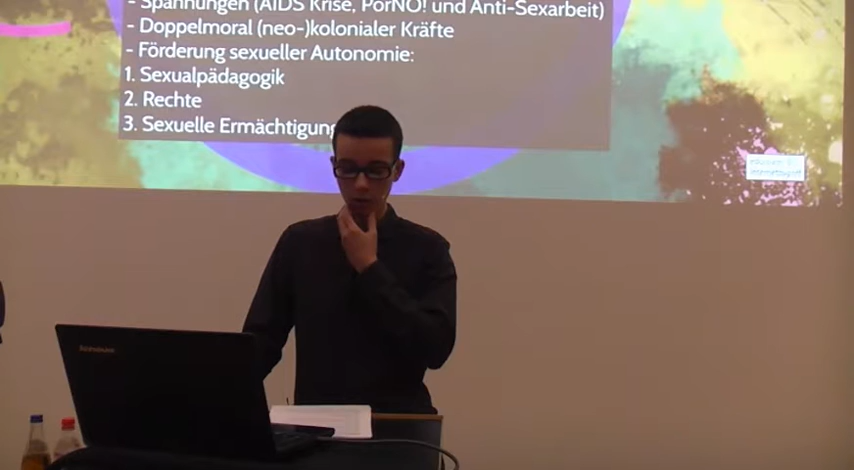 - Spannungen (AIDS Krise, PorNO! und Anti-Sexarbeit)
- Doppelmoral (neo-)kolonialer Kräfte
- Förderung sexueller Autonomie:
1. Sexualpädagogik
2. Rechte
3. Sexuelle Ermächtigung
Lenovo